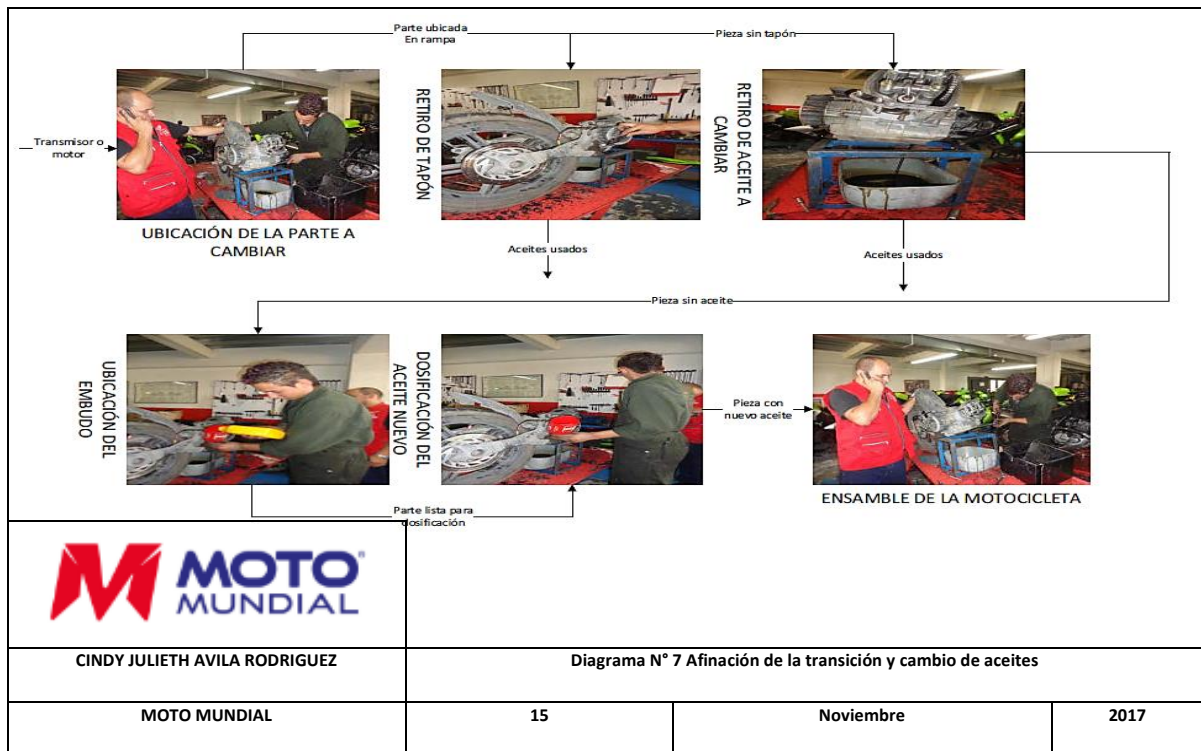 Parte ubicada
En rampa
Pieza sin tapón
Transmisor o
motor
RETIRO DE TAPÓN
RETIRO DE ACEITE A
CAMBIAR
UBICACIÓN DE LA PARTE A
CAMBIAR
Aceites usados
Aceites usados
Pieza sin aceite
UBICACIÓN DEL
EMBUDO
DOSIFICACIÓN DEL
ACEITE NUEVO
Pieza con
nuevo aceite
ENSAMBLE DE LA MOTOCICLETA
Parte lista para
dosificación
MOTO
MUNDIAL
CINDY JULIETH AVILA RODRIGUEZ
Diagrama N° 7 Afinación de la transición y cambio de aceites
MOTO MUNDIAL
15
Noviembre
2017